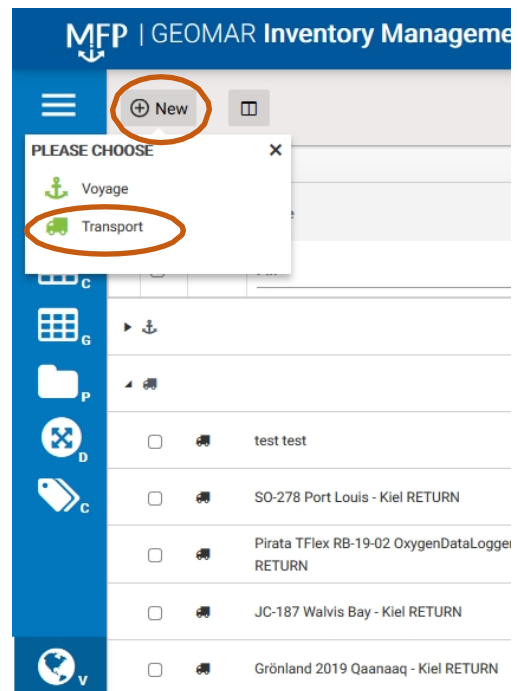 MFP | GEOMAR Inventory Manageme
New
PLEASE CHOOSE
Voyage
Transport
C
G
P
test test
D
SO-278 Port Louis - Kiel RETURN
C
Pirata TFlex RB-19-02 OxygenDataLogger
RETURN
JC-187 Walvis Bay - Kiel RETURN
Grönland 2019 Qaanaaq - Kiel RETURN
V